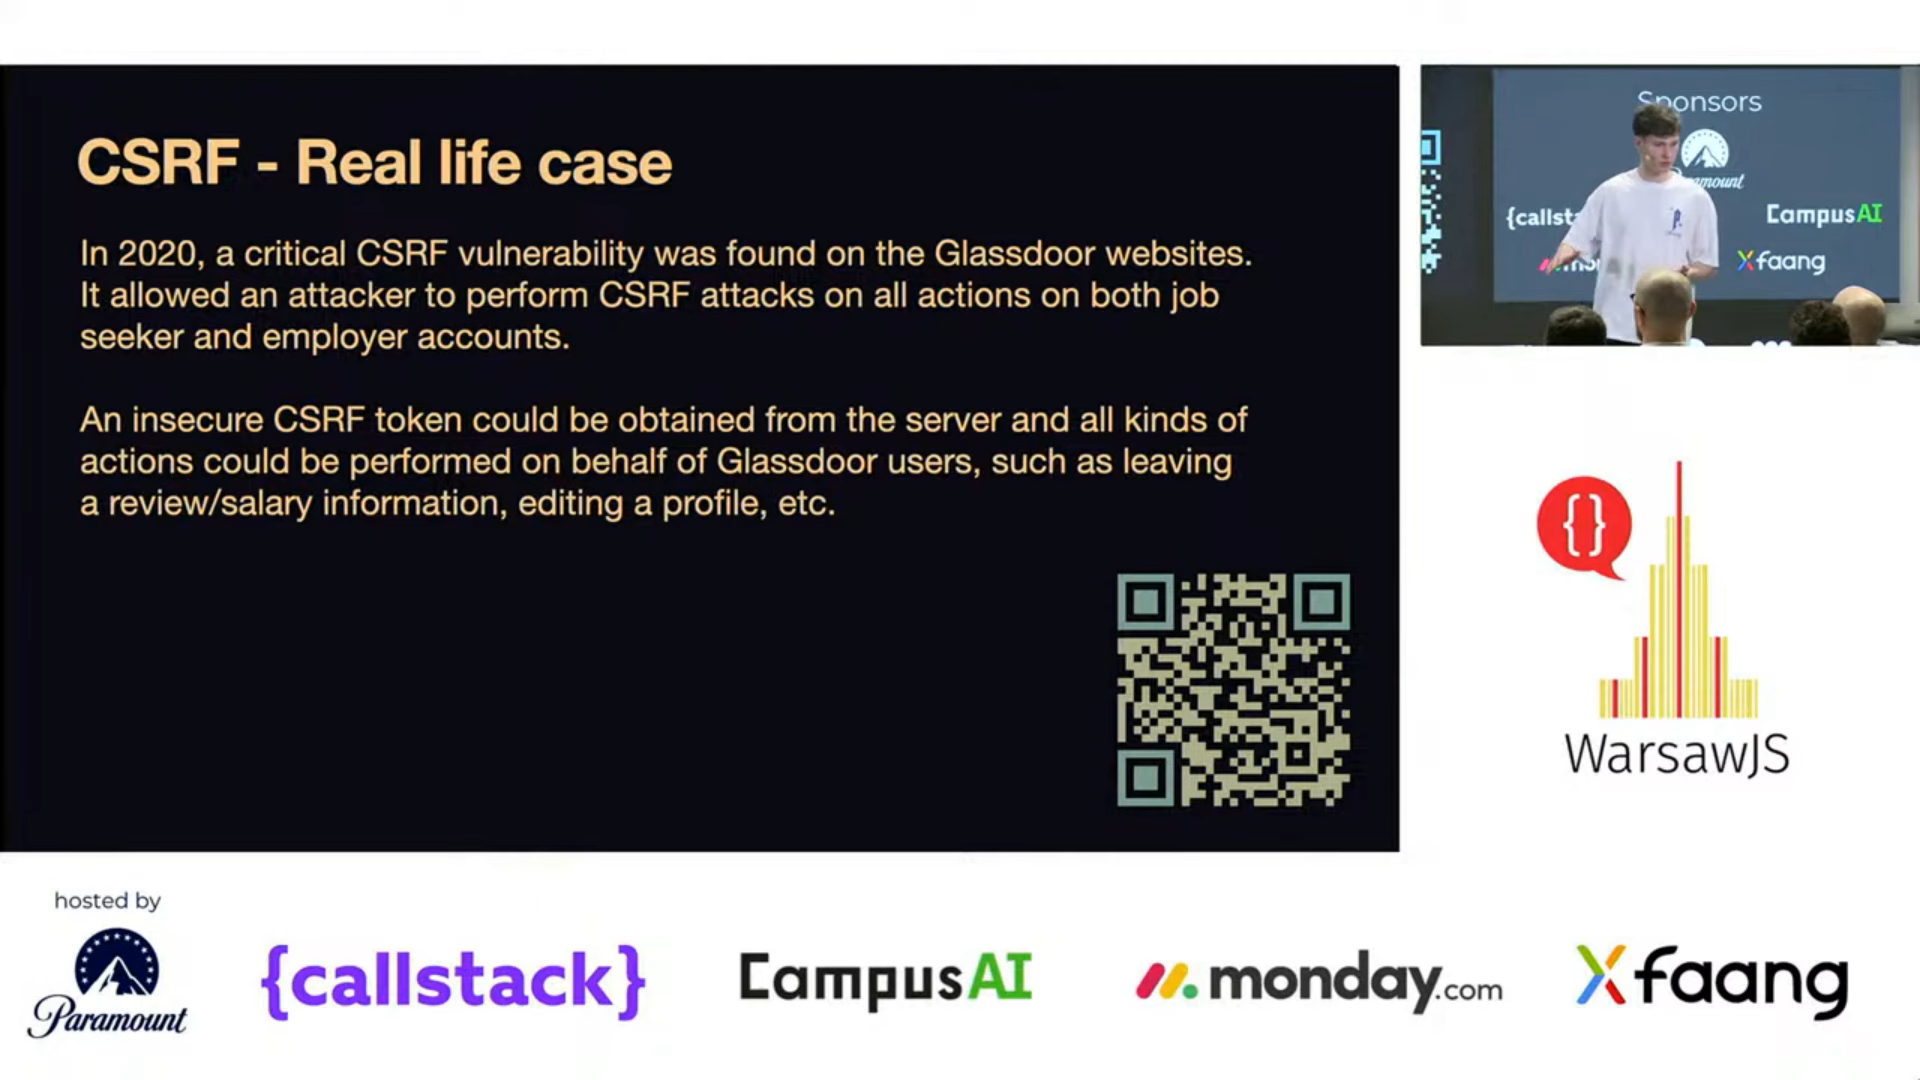 CSRF - Real life case
In 2020, a critical CSRF vulnerability was found on the Glassdoor websites.
It allowed an attacker to perform CSRF attacks on all actions on both job
seeker and employer accounts.
An insecure CSRF token could be obtained from the server and all kinds of
actions could be performed on behalf of Glassdoor users, such as leaving
a review/salary information, editing a profile, etc.
Sponsors
CampusAI
faang
{}
WarsawJS
hosted by
Paramount
{callstack}
CampusAI
monday.com
Xfaang